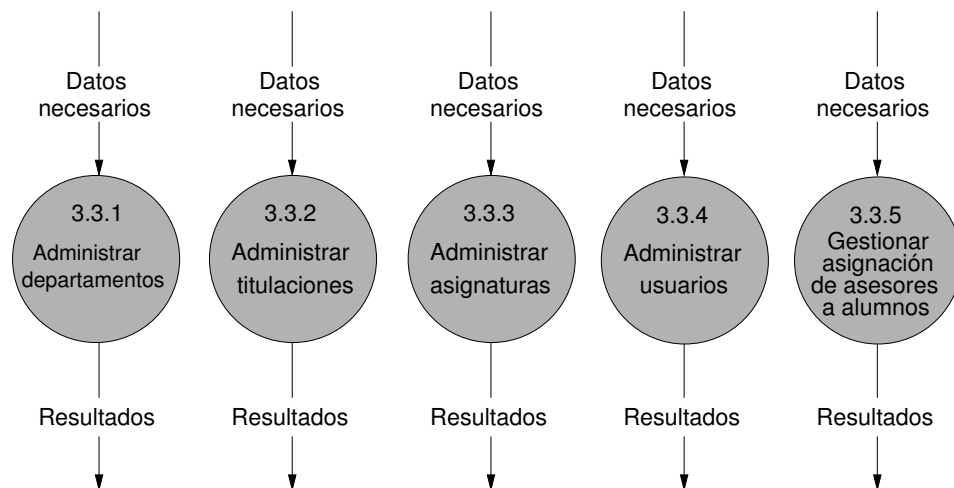 Datos
necesarios
Datos
necesarios
Datos
necesarios
Datos
necesarios
Datos
necesarios
3.3.1
Administrar
departamentos
3.3.2
Administrar
titulaciones
3.3.3
Administrar
asignaturas
3.3.4
Administrar
usuarios
3.3.5
Gestionar
asignación
de asesores
a alumnos
Resultados
Resultados
Resultados
Resultados
Resultados